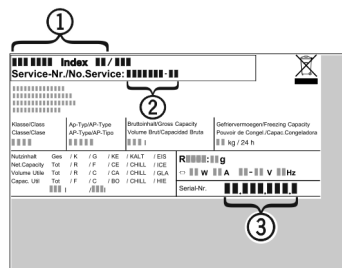 1
Index /
Service-Nr./No.Service: -
2
Klasse/Class Ap-Typ/AP-Type Bruttoinhalt/Gross Capacity Gefriervermoegen/Freezing Capacity
Classe/Clase AP-Type/AP-Tipo Volume Brut/Capacidad Bruta Pouvoir de Congel./Capac.Congeladora
l kg / 24 h
Nutzinhalt Ges / K / G / KE / KALT / EIS
Net.Capacity Tot / R / F / CE / CHILL / ICE
Volume Utile Tot / R / C / CA / CHILL / GLA
Capac. Util Tot / F / C / BO / CHILL / HIE
l / l
R : g
W A - V Hz
Serial-Nr. , , ,
3